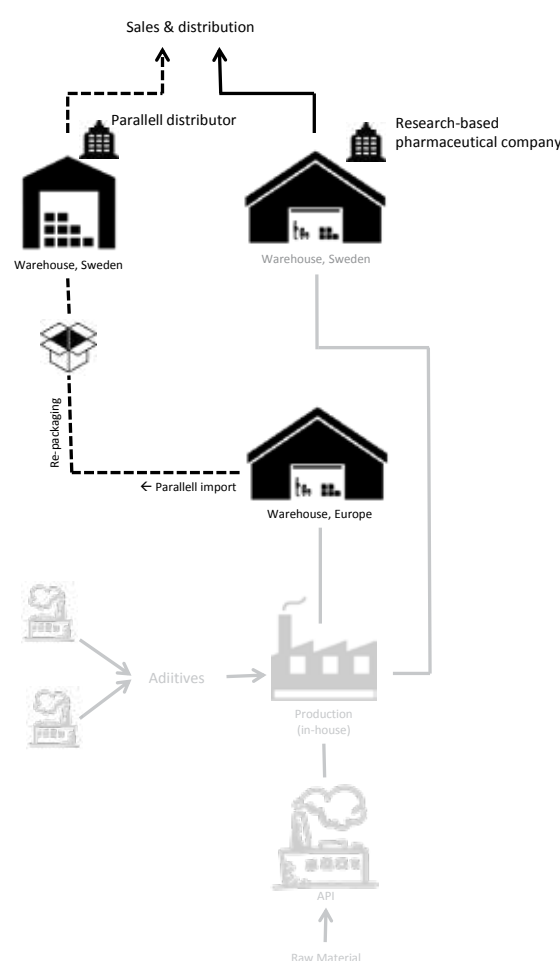 Sales & distribution
Parallell distributor
Research-based
pharmaceutical company
Warehouse, Sweden
Warehouse, Sweden
Re-packaging
← Parallell import
Warehouse, Europe
Adiitives
Production
(in-house)
API
Raw Material